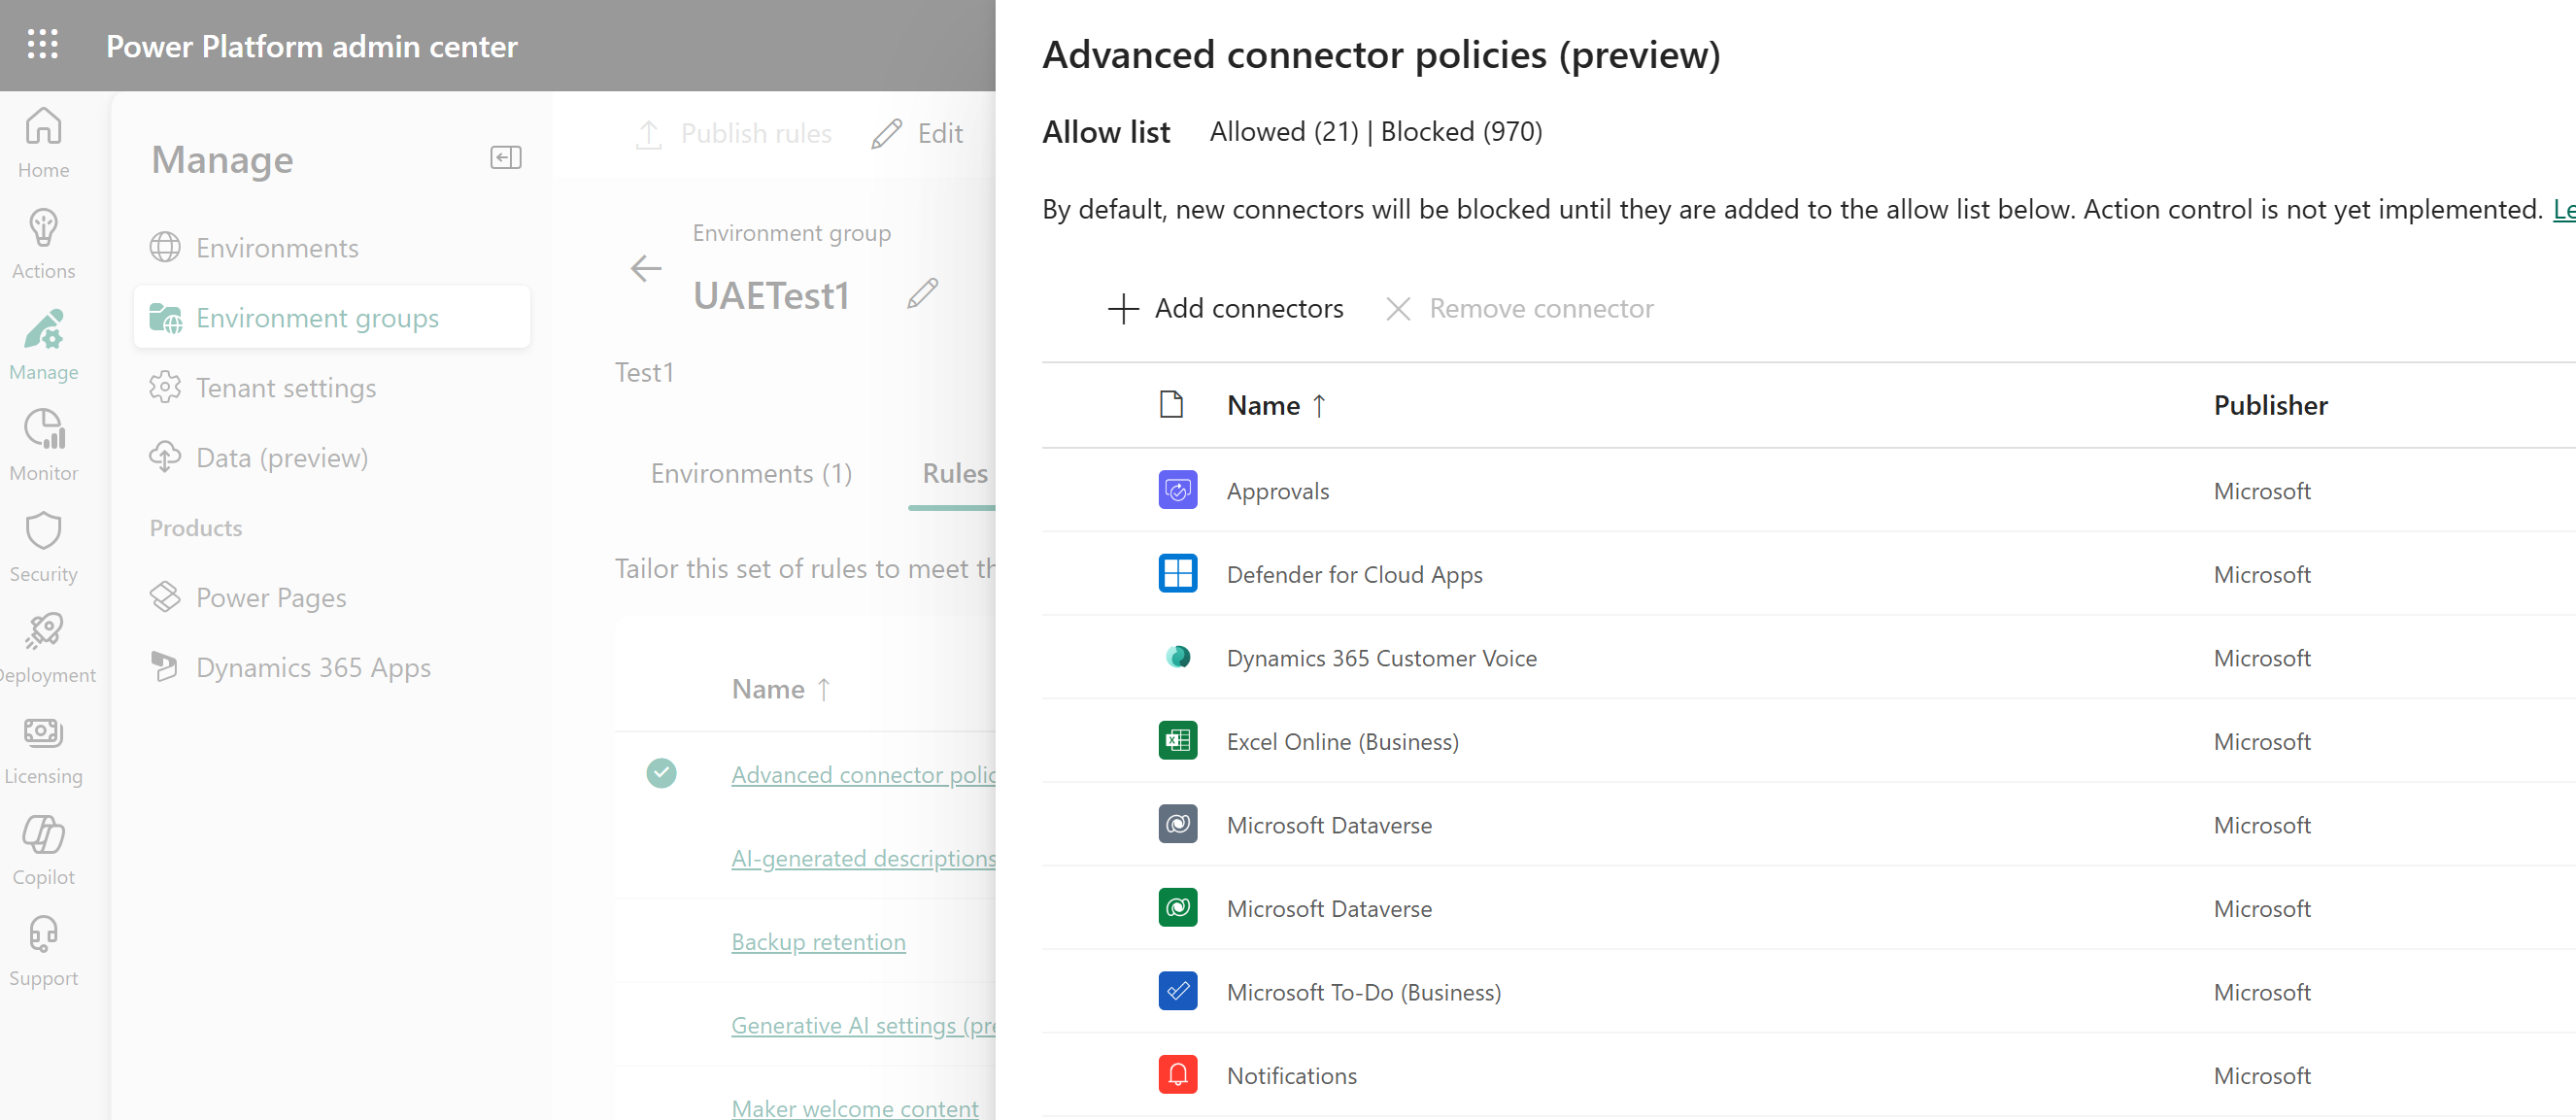 Power Platform admin center
Home
Actions
Manage
Monitor
Security
Deployment
Licensing
Copilot
Support
Manage
Environments
Environment groups
Tenant settings
Data (preview)
Products
Power Pages
Dynamics 365 Apps
Publish rules
Edit
Environment group
UAETest1
Test1
Environments (1)
Rules
Tailor this set of rules to meet th
Name ↑
Advanced connector polic
AI-generated descriptions
Backup retention
Generative AI settings (pre
Maker welcome content
Advanced connector policies (preview)
Allow list Allowed (21) | Blocked (970)
By default, new connectors will be blocked until they are added to the allow list below. Action control is not yet implemented. Le
Add connectors
Remove connector
Name ↑ Publisher
Approvals Microsoft
Defender for Cloud Apps Microsoft
Dynamics 365 Customer Voice Microsoft
Excel Online (Business) Microsoft
Microsoft Dataverse Microsoft
Microsoft Dataverse Microsoft
Microsoft To-Do (Business) Microsoft
Notifications Microsoft